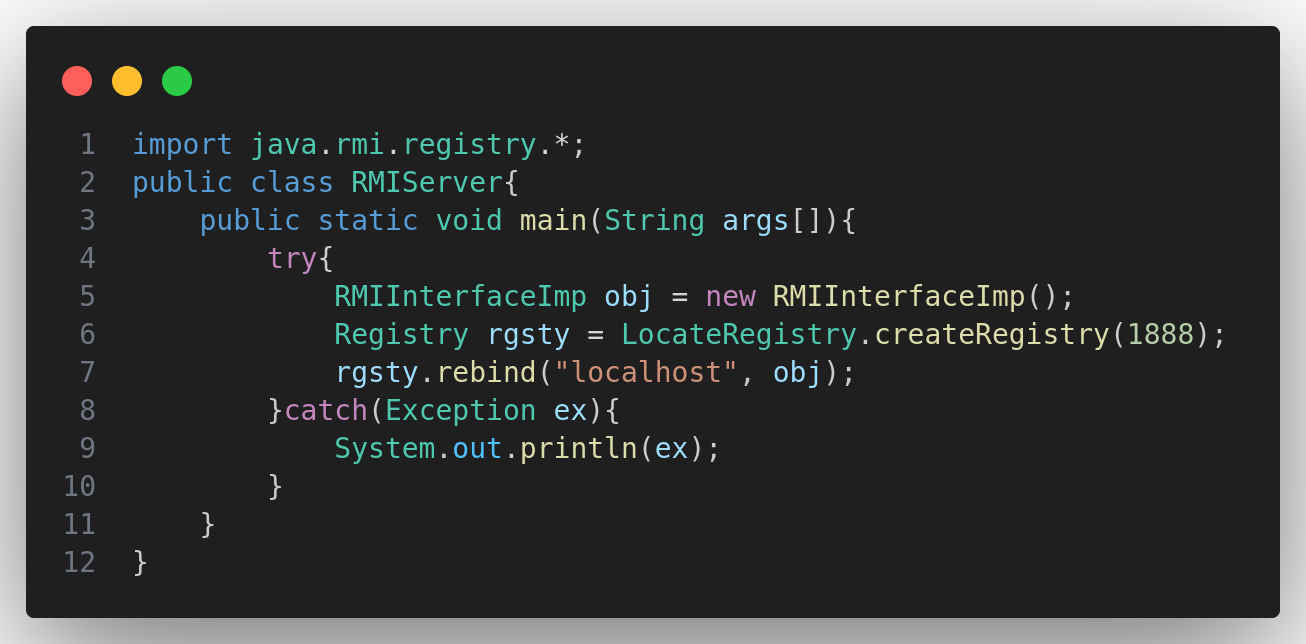 1 import java.rmi.registry.*;
2 public class RMIServer{
3     public static void main(String args[]){
4         try{
5             RMIInterfaceImp obj = new RMIInterfaceImp();
6             Registry rgsty = LocateRegistry.createRegistry(1888);
7             rgsty.rebind("localhost", obj);
8         }catch(Exception ex){
9             System.out.println(ex);
10         }
11     }
12 }